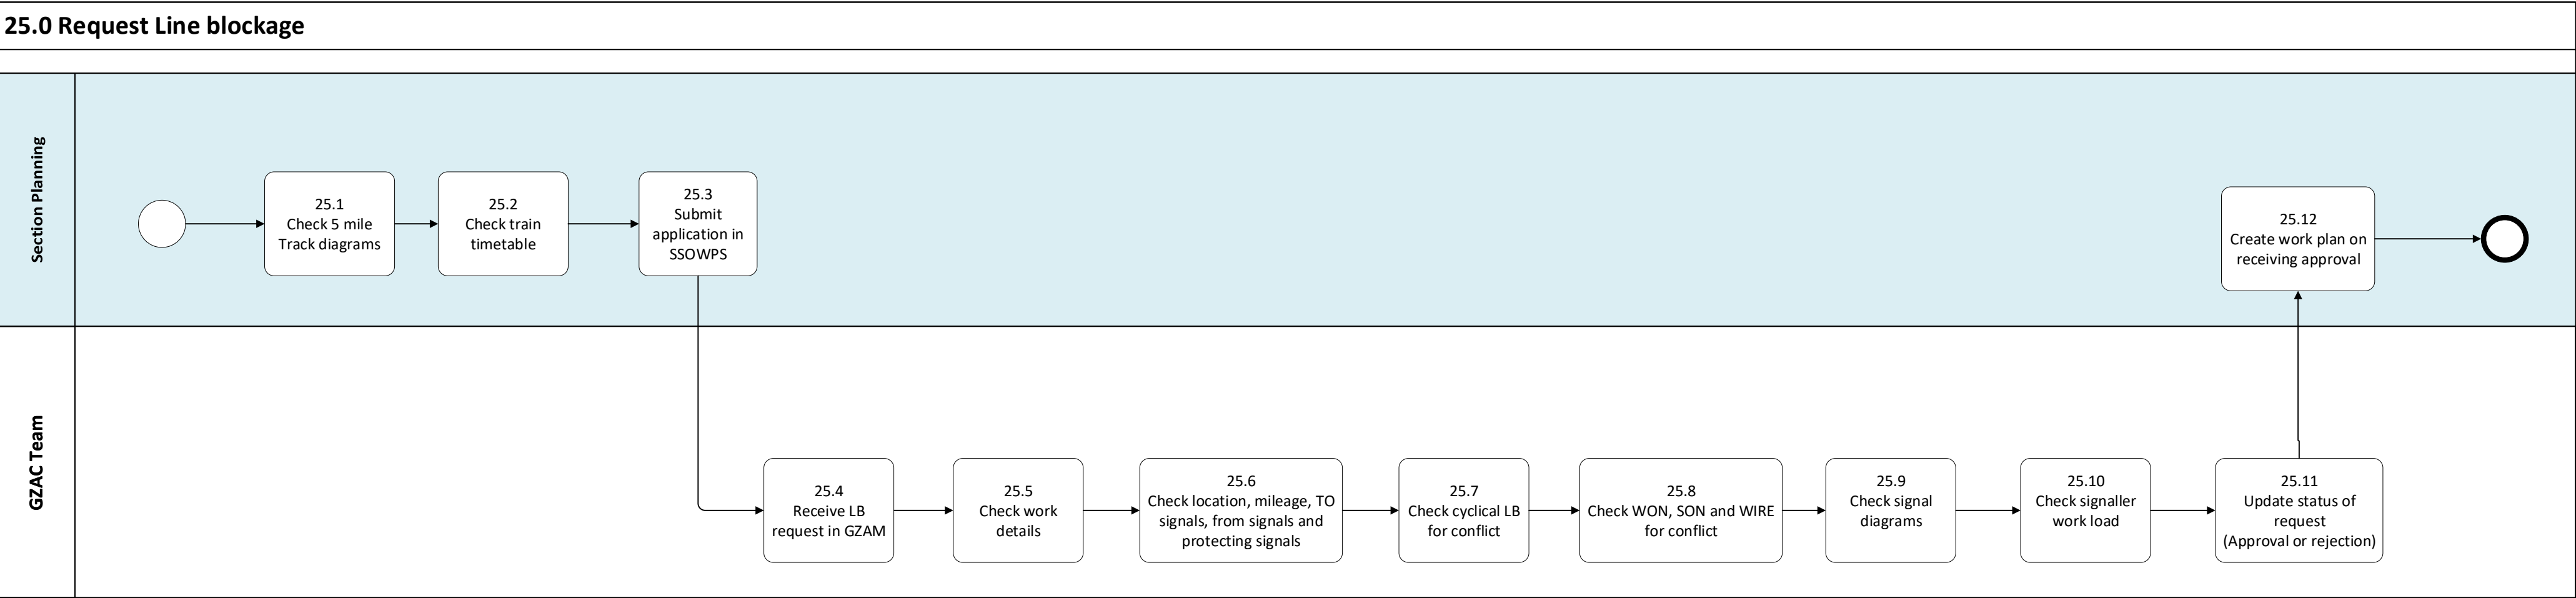 25.0 Request Line blockage
Section Planning
25.1
Check 5 mile
Track diagrams
25.2
Check train
timetable
25.3
Submit
application in
SSOWPS
25.12
Create work plan on
receiving approval
GZAC Team
25.4
Receive LB
request in GZAM
25.5
Check work
details
25.6
Check location, mileage, TO
signals, from signals and
protecting signals
25.7
Check cyclical LB
for conflict
25.8
Check WON, SON and WIRE
for conflict
25.9
Check signal
diagrams
25.10
Check signaller
work load
25.11
Update status of
request
(Approval or rejection)